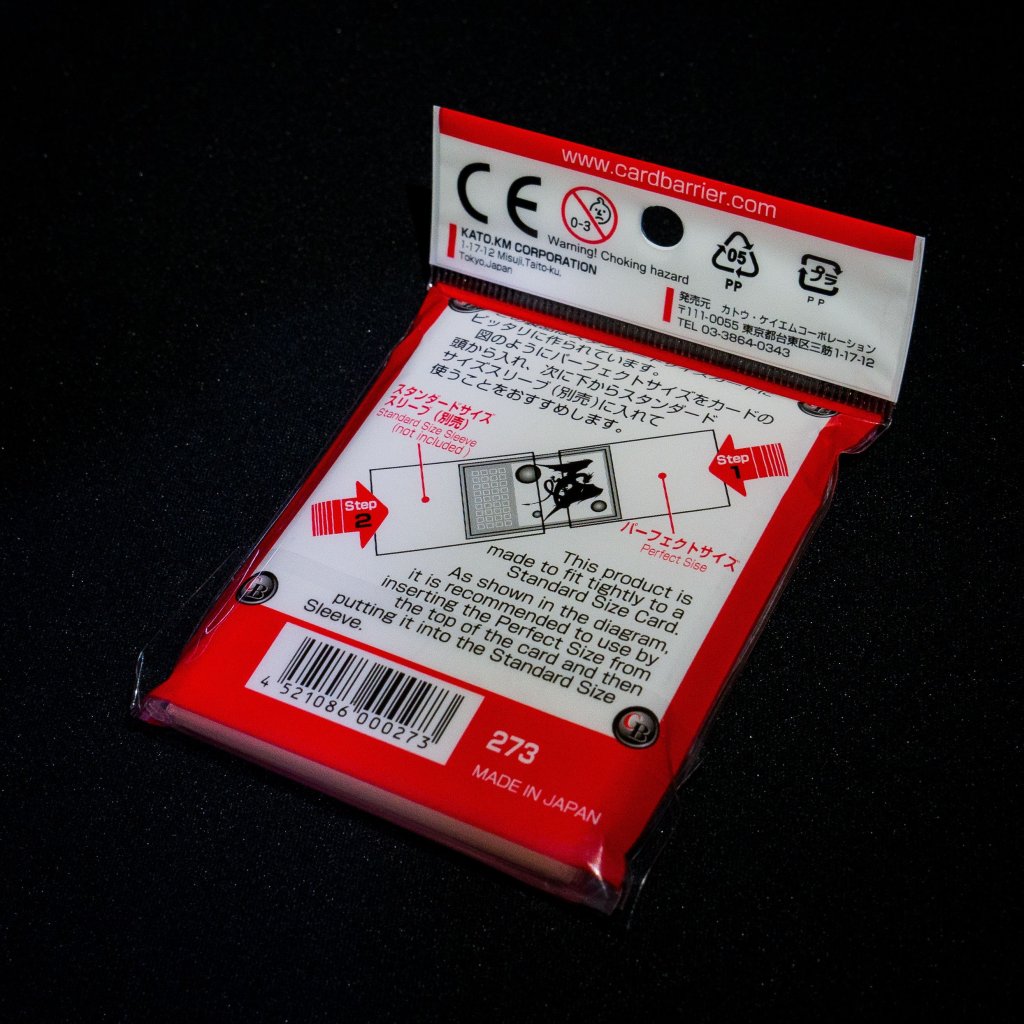 www.cardbarrier.com
CE
0-3
Warning! Choking hazard
KATO.KM CORPORATION
1-17-12 Misuji,Taito-ku,
Tokyo,Japan
05
PP
プラ
PP
発売元 カトウ・ケイエムコーポレーション
〒111-0055 東京都台東区三筋1-17-12
TEL 03-3864-0343
ピッタリに作られています。
図のようにパーフェクトサイズをカードの
頭から入れ、次に下からスタンダード
サイズスリーブ(別売)に入れて
使うことをおすすめします。
スタンダードサイズ
スリーブ(別売)
Standard Size Sleeve
(not included)
Step
1
Step
2
パーフェクトサイズ
Perfect Sise
This product is
made to fit tightly to a
Standard Size Card.
As shown in the diagram,
it is recommended to use by
inserting the Perfect Size from
the top of the card and then
putting it into the Standard Size
Sleeve.
CB
4 521086 000273
273
MADE IN JAPAN